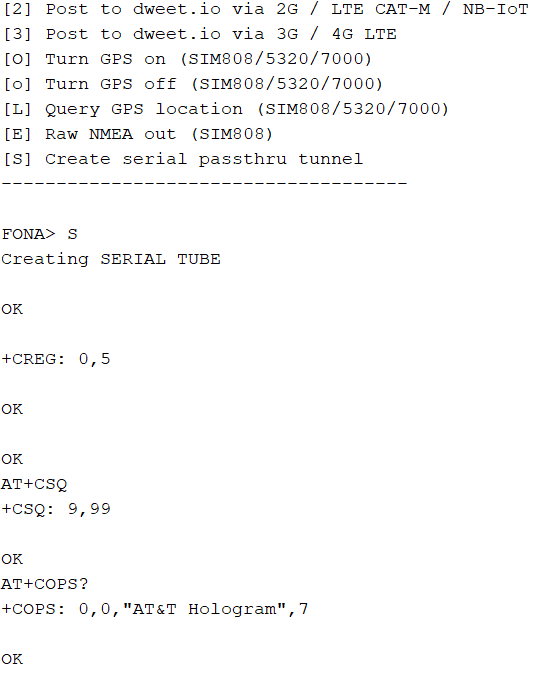 [2] Post to dweet.io via 2G / LTE CAT-M / NB-IoT
[3] Post to dweet.io via 3G / 4G LTE
[O] Turn GPS on (SIM808/5320/7000)
[o] Turn GPS off (SIM808/5320/7000)
[L] Query GPS location (SIM808/5320/7000)
[E] Raw NMEA out (SIM808)
[S] Create serial passthru tunnel
-------------------------------------
FONA> S
Creating SERIAL TUBE
OK
+CREG: 0,5
OK
OK
AT+CSQ
+CSQ: 9,99
OK
AT+COPS?
+COPS: 0,0,"AT&T Hologram",7
OK